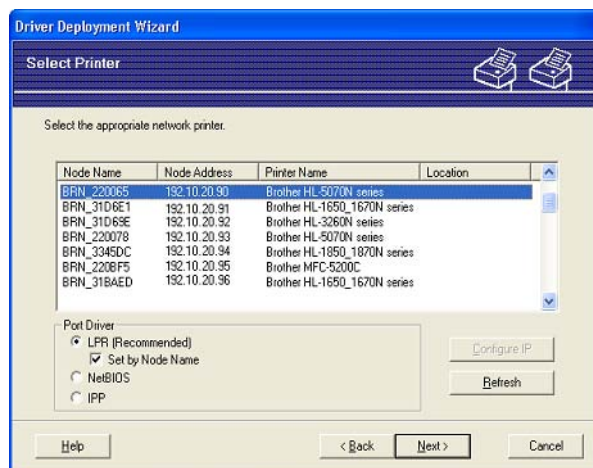 Driver Deployment Wizard
Select Printer
Select the appropriate network printer.
Node Name Node Address Printer Name Location
BRN_220065 192.10.20.90 Brother HL-5070N series
BRN_31D6E1 192.10.20.91 Brother HL-1650_1670N series
BRN_31D69E 192.10.20.92 Brother HL-3260N series
BRN_220078 192.10.20.93 Brother HL-5070N series
BRN_3345DC 192.10.20.94 Brother HL-1850_1870N series
BRN_220BF5 192.10.20.95 Brother MFC-5200C
BRN_31BAED 192.10.20.96 Brother HL-1650_1670N series
Port Driver
LPR (Recommended)
Set by Node Name
NetBIOS
IPP
Configure IP
Refresh
Help < Back Next > Cancel